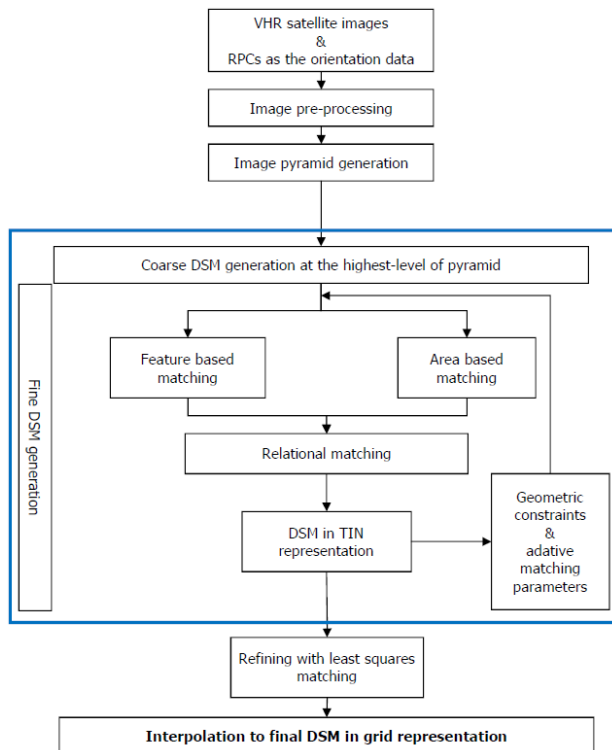 VHR satellite images
&
RPCs as the orientation data
Image pre-processing
Image pyramid generation
Coarse DSM generation at the highest-level of pyramid
Fine DSM generation
Feature based
matching
Area based
matching
Relational matching
DSM in TIN
representation
Geometric
constraints
&
adative
matching
parameters
Refining with least squares
matching
Interpolation to final DSM in grid representation